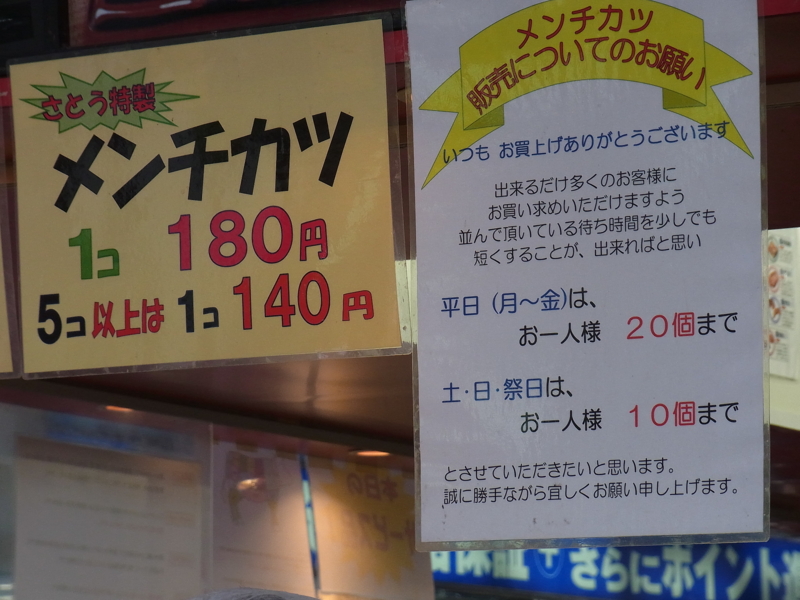 さとう特製
メンチカツ
1コ 180円
5コ以上は 1コ 140円
メンチカツ
販売についてのお願い
いつも お買上げありがとうございます
出来るだけ多くのお客様に
お買い求めいただけますよう
並んで頂いている待ち時間を少しでも
短くすることが、出来ればと思い
平日（月～金）は、
お一人様 20個まで
土・日・祭日は、
お一人様 10個まで
とさせていただきたいと思います。
誠に勝手ながら宜しくお願い申し上げます。
本日の
保証 + さらにポイント進